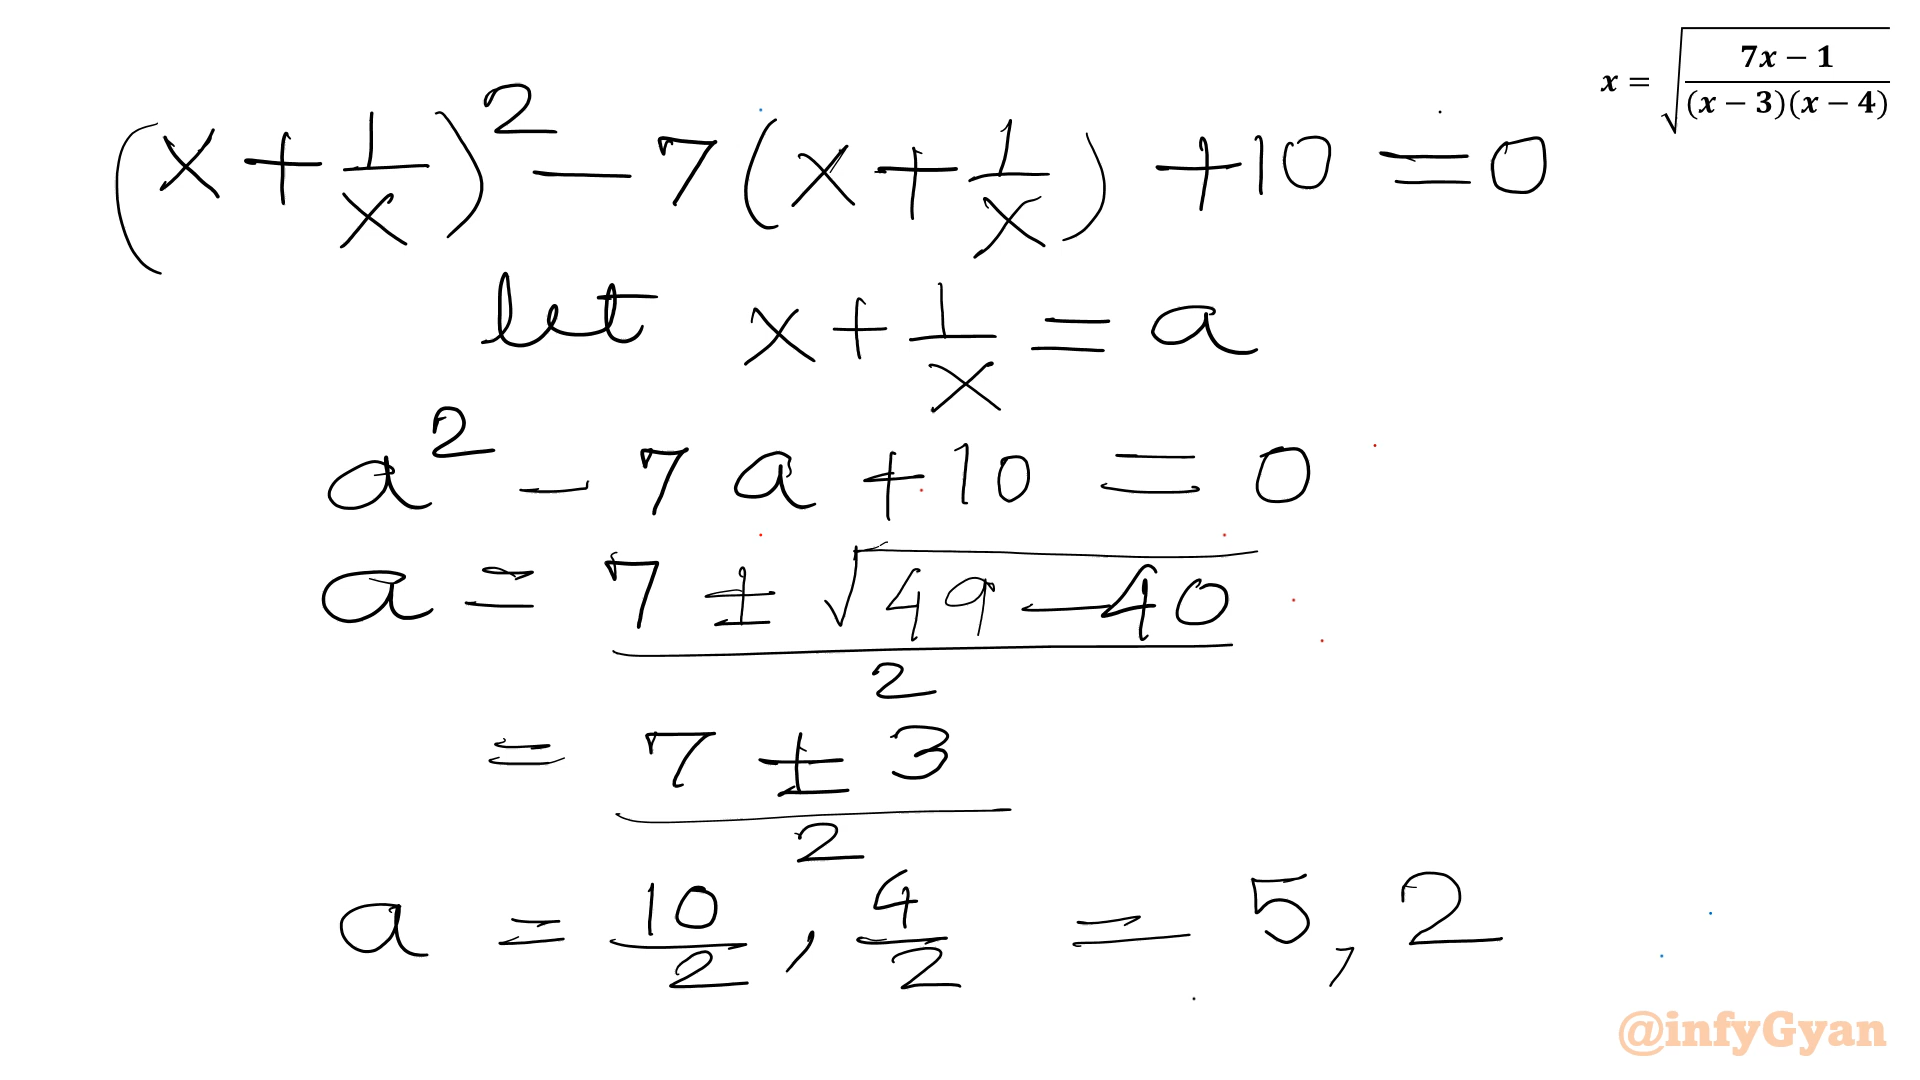 x = √((7x − 1)/((x − 3)(x − 4)))
(x + 1/x)² − 7(x + 1/x) + 10 = 0
let x + 1/x = a
a² − 7a + 10 = 0
a = (7 ± √(49 − 40))/2
= (7 ± 3)/2
a = 10/2, 4/2 = 5, 2
@infyGyan